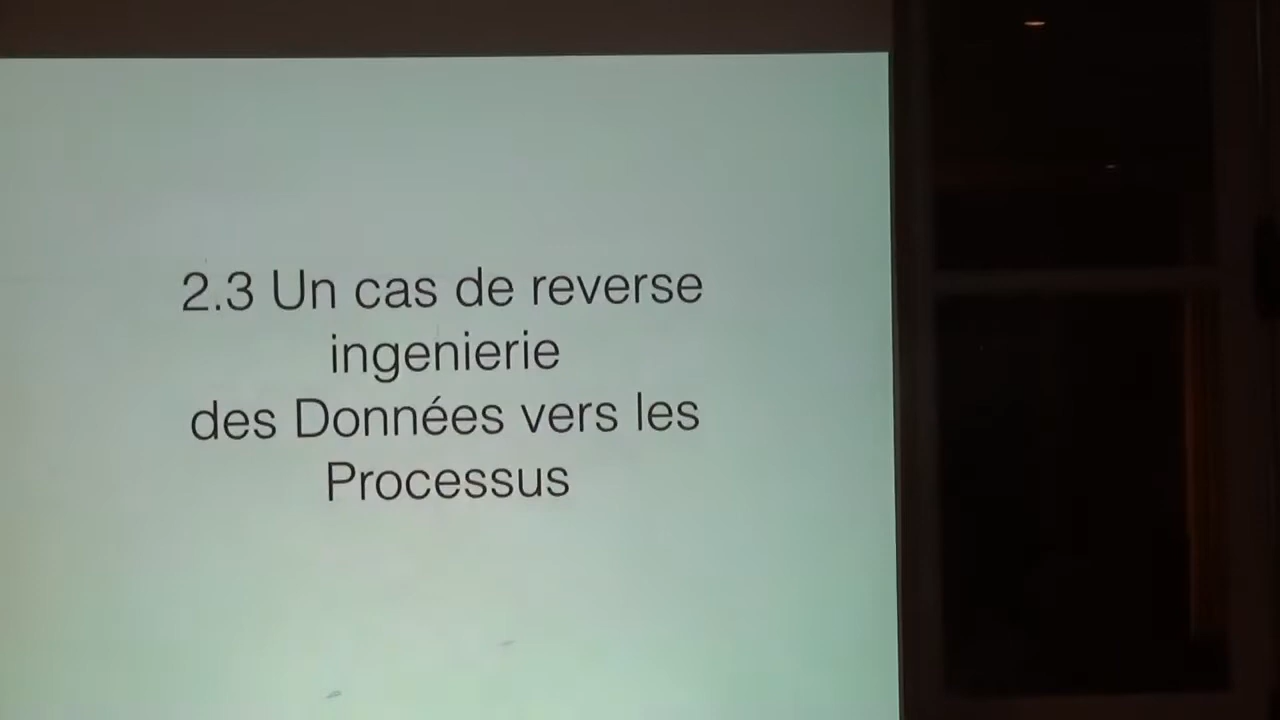 2.3 Un cas de reverse
ingenierie
des Données vers les
Processus